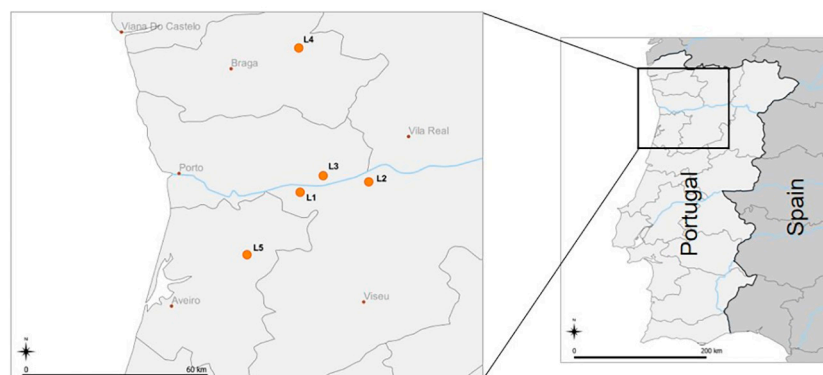 Viana Do Castelo
L4
Braga
Vila Real
Porto
L3
L2
L1
L5
Aveiro
Viseu
N
0
60 km
Portugal
Spain
N
0
200 km